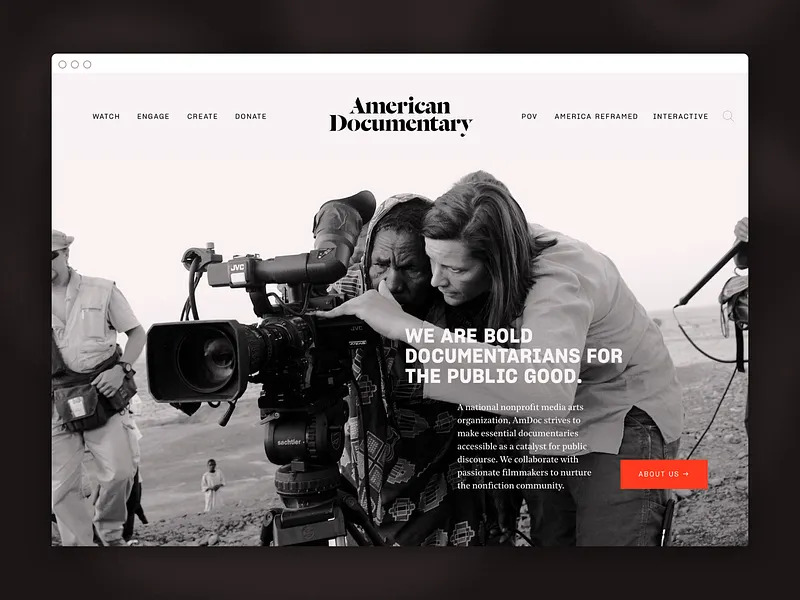 WATCH ENGAGE CREATE DONATE
American
Documentary
POV AMERICA REFRAMED INTERACTIVE
JVC
JVC
sachtler
WE ARE BOLD
DOCUMENTARIANS FOR
THE PUBLIC GOOD.
A national nonprofit media arts
organization, AmDoc strives to
make essential documentaries
accessible as a catalyst for public
discourse. We collaborate with
passionate filmmakers to nurture
the nonfiction community.
ABOUT US →